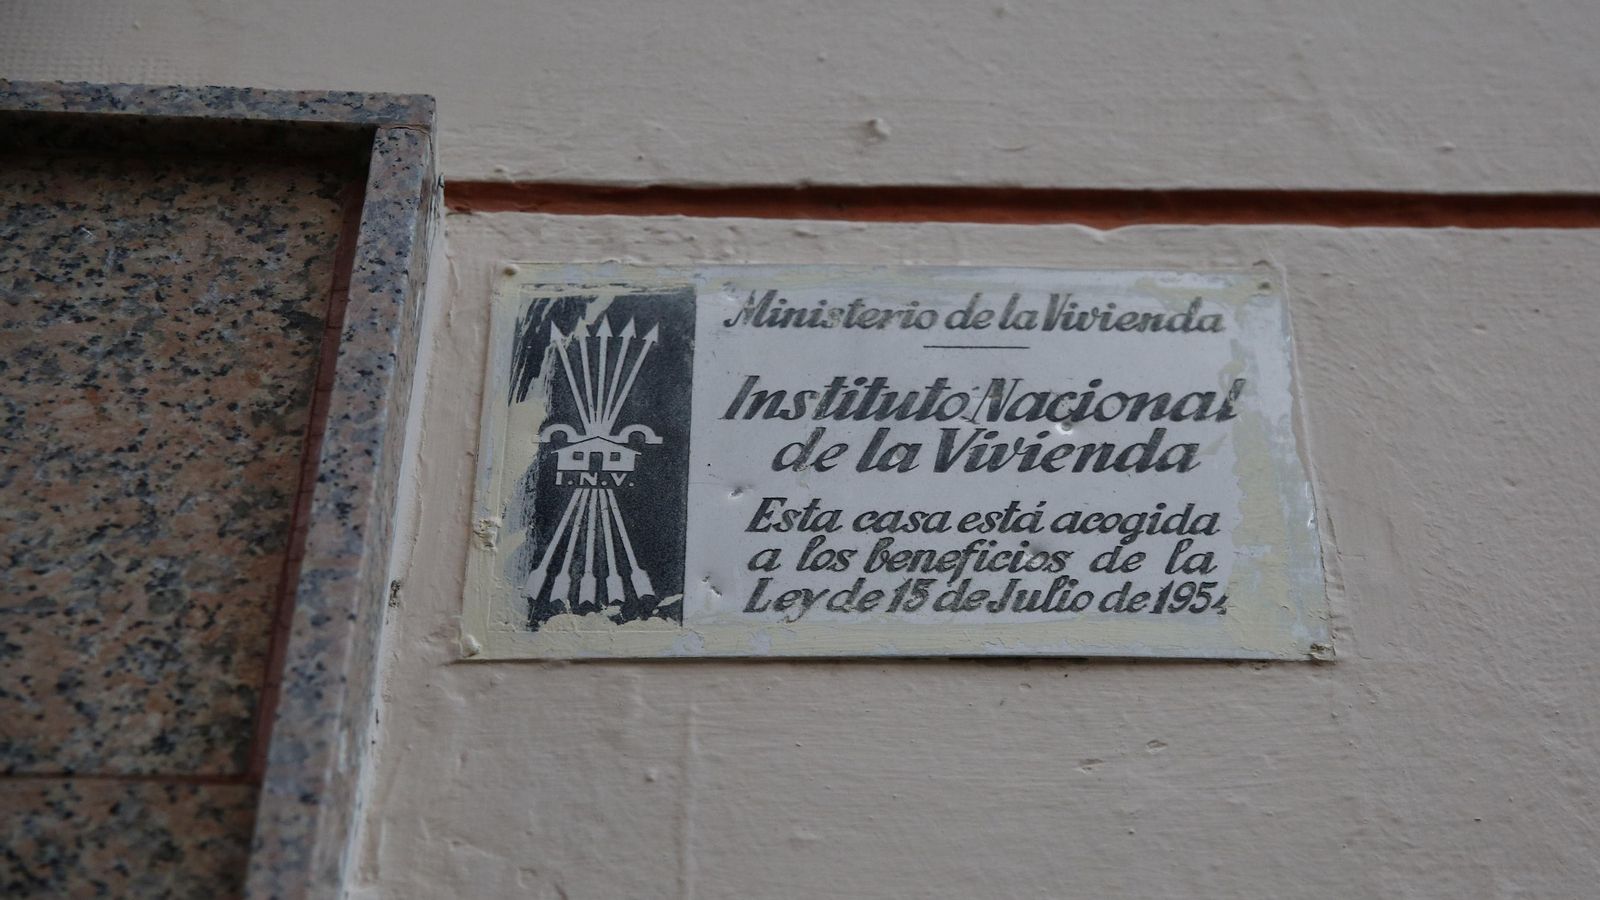 I.N.V.
Ministerio de la Vivienda
Instituto Nacional
de la Vivienda
Esta casa está acogida
a los beneficios de la
Ley de 15 de Julio de 1954